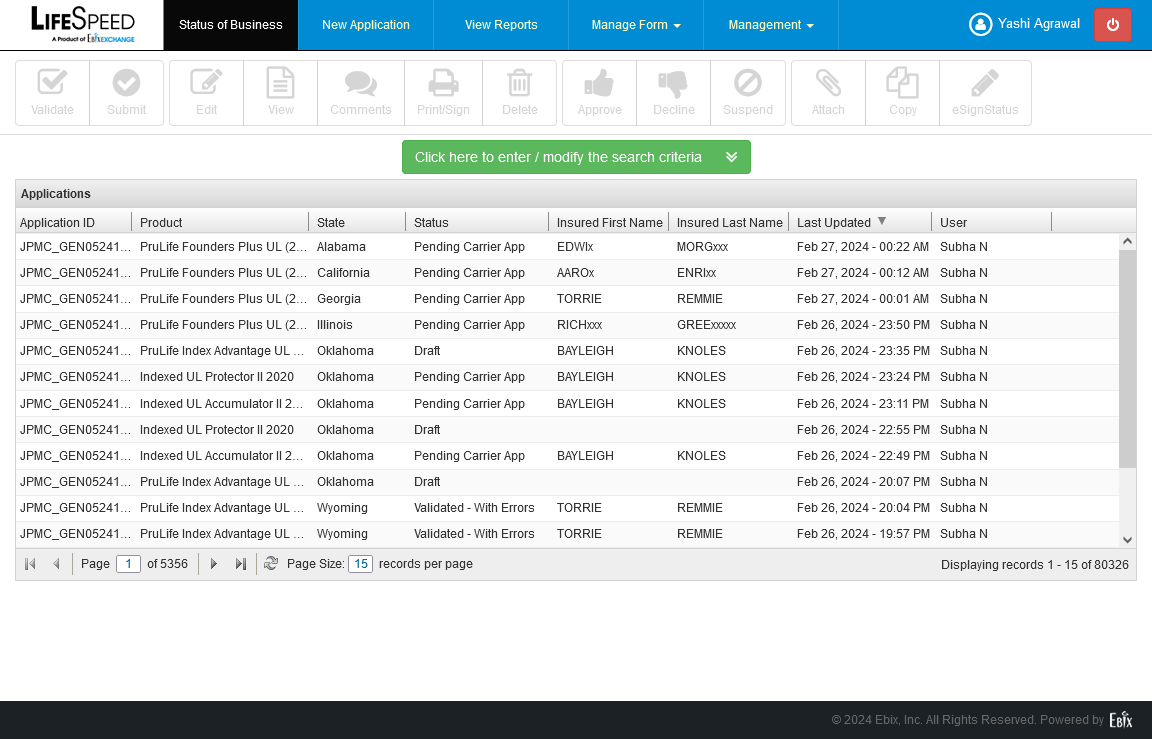 LIFESPEED
A Product of EbixEXCHANGE
Status of Business New Application View Reports Manage Form Management Yashi Agrawal
Validate Submit Edit View Comments Print/Sign Delete Approve Decline Suspend Attach Copy eSignStatus
Click here to enter / modify the search criteria
Applications
Application ID Product State Status Insured First Name Insured Last Name Last Updated User
JPMC_GEN05241... PruLife Founders Plus UL (2... Alabama Pending Carrier App EDWIx MORGxxx Feb 27, 2024 - 00:22 AM Subha N
JPMC_GEN05241... PruLife Founders Plus UL (2... California Pending Carrier App AAROx ENRIxx Feb 27, 2024 - 00:12 AM Subha N
JPMC_GEN05241... PruLife Founders Plus UL (2... Georgia Pending Carrier App TORRIE REMMIE Feb 27, 2024 - 00:01 AM Subha N
JPMC_GEN05241... PruLife Founders Plus UL (2... Illinois Pending Carrier App RICHxxx GREExxxxx Feb 26, 2024 - 23:50 PM Subha N
JPMC_GEN05241... PruLife Index Advantage UL ... Oklahoma Draft BAYLEIGH KNOLES Feb 26, 2024 - 23:35 PM Subha N
JPMC_GEN05241... Indexed UL Protector II 2020 Oklahoma Pending Carrier App BAYLEIGH KNOLES Feb 26, 2024 - 23:24 PM Subha N
JPMC_GEN05241... Indexed UL Accumulator II 2... Oklahoma Pending Carrier App BAYLEIGH KNOLES Feb 26, 2024 - 23:11 PM Subha N
JPMC_GEN05241... Indexed UL Protector II 2020 Oklahoma Draft Feb 26, 2024 - 22:55 PM Subha N
JPMC_GEN05241... Indexed UL Accumulator II 2... Oklahoma Pending Carrier App BAYLEIGH KNOLES Feb 26, 2024 - 22:49 PM Subha N
JPMC_GEN05241... PruLife Index Advantage UL ... Oklahoma Draft Feb 26, 2024 - 20:07 PM Subha N
JPMC_GEN05241... PruLife Index Advantage UL ... Wyoming Validated - With Errors TORRIE REMMIE Feb 26, 2024 - 20:04 PM Subha N
JPMC_GEN05241... PruLife Index Advantage UL ... Wyoming Validated - With Errors TORRIE REMMIE Feb 26, 2024 - 19:57 PM Subha N
Page 1 of 5356 Page Size: 15 records per page Displaying records 1 - 15 of 80326
© 2024 Ebix, Inc. All Rights Reserved. Powered by Ebix